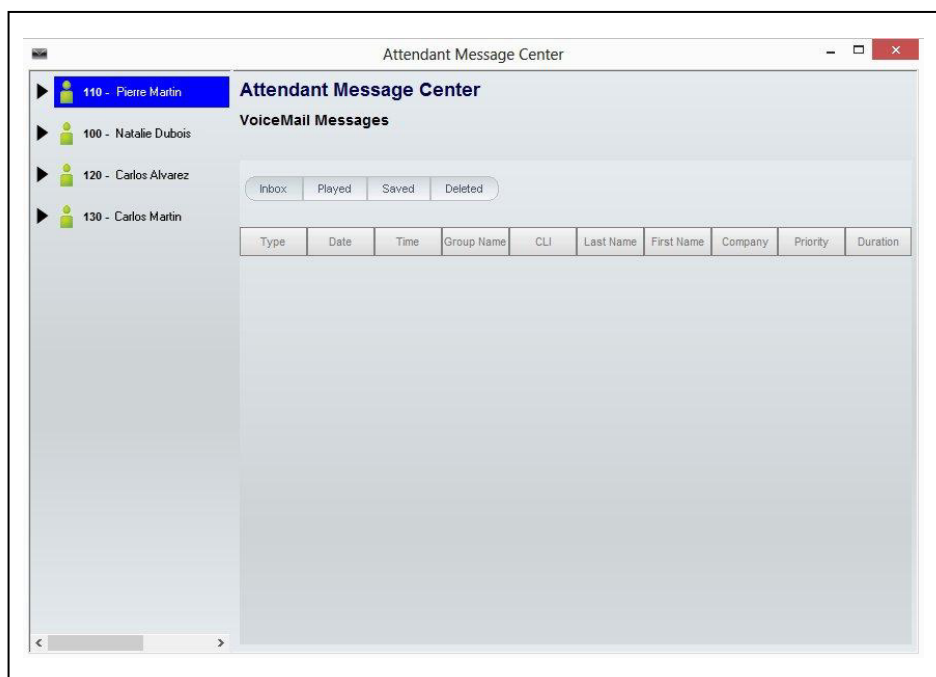 Attendant Message Center
110 - Pierre Martin
100 - Natalie Dubois
120 - Carlos Alvarez
130 - Carlos Martin
Attendant Message Center
VoiceMail Messages
Inbox Played Saved Deleted
Type Date Time Group Name CLI Last Name First Name Company Priority Duration